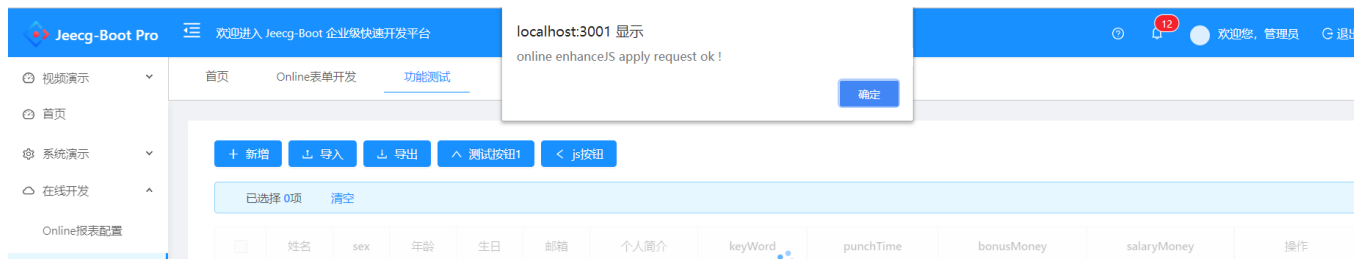 Jeecg-Boot Pro
欢迎进入 Jeecg-Boot 企业级快速开发平台
localhost:3001 显示
online enhanceJS apply request ok !
确定
12
欢迎您，管理员
退出
视频演示
首页
系统演示
在线开发
Online报表配置
首页 Online表单开发 功能测试
新增 导入 导出 测试按钮1 js按钮
已选择 0项 清空
姓名 sex 年龄 生日 邮箱 个人简介 keyWord punchTime bonusMoney salaryMoney 操作